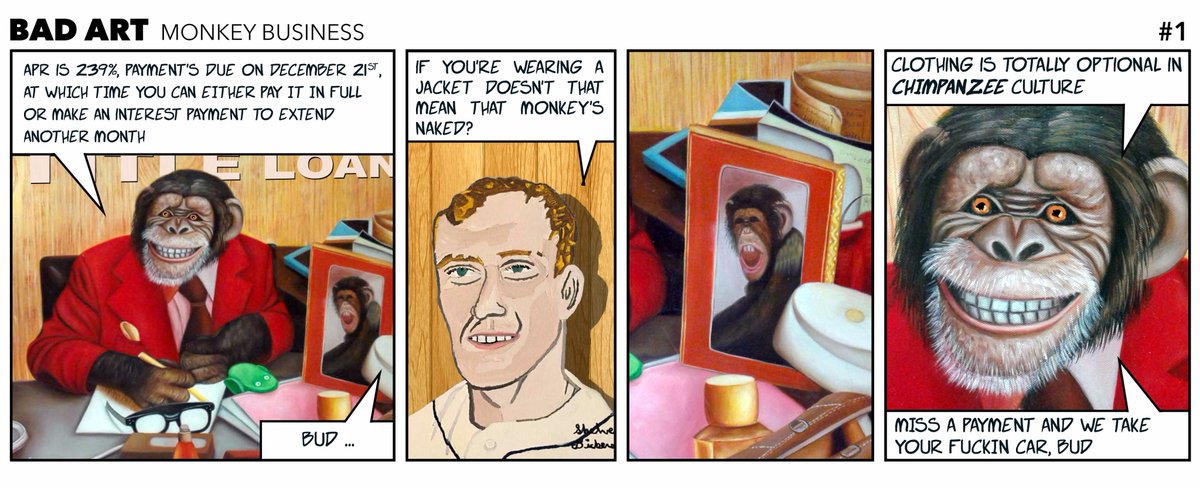 BAD ART MONKEY BUSINESS
#1
APR IS 239%, PAYMENT'S DUE ON DECEMBER 21ST,
AT WHICH TIME YOU CAN EITHER PAY IT IN FULL
OR MAKE AN INTEREST PAYMENT TO EXTEND
ANOTHER MONTH
TITLE LOAN
BUD ...
IF YOU'RE WEARING A
JACKET DOESN'T THAT
MEAN THAT MONKEY'S
NAKED?
CLOTHING IS TOTALLY OPTIONAL IN
CHIMPANZEE CULTURE
MISS A PAYMENT AND WE TAKE
YOUR FUCKIN CAR, BUD